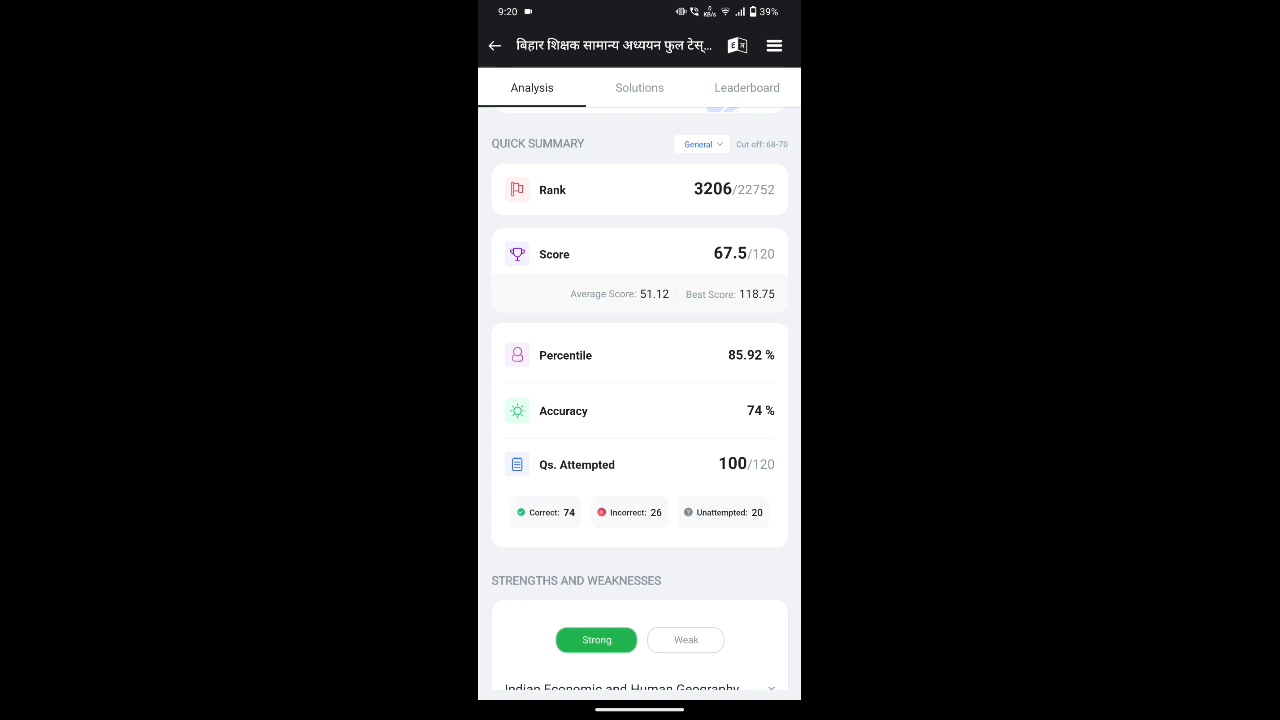 9:20 0 KB/s 39%
बिहार शिक्षक सामान्य अध्ययन फुल टेस्...
Analysis Solutions Leaderboard
QUICK SUMMARY General Cut off: 68-70
Rank 3206/22752
Score 67.5/120
Average Score: 51.12 Best Score: 118.75
Percentile 85.92 %
Accuracy 74 %
Qs. Attempted 100/120
Correct: 74 Incorrect: 26 Unattempted: 20
STRENGTHS AND WEAKNESSES
Strong Weak
Indian Economic and Human Geography